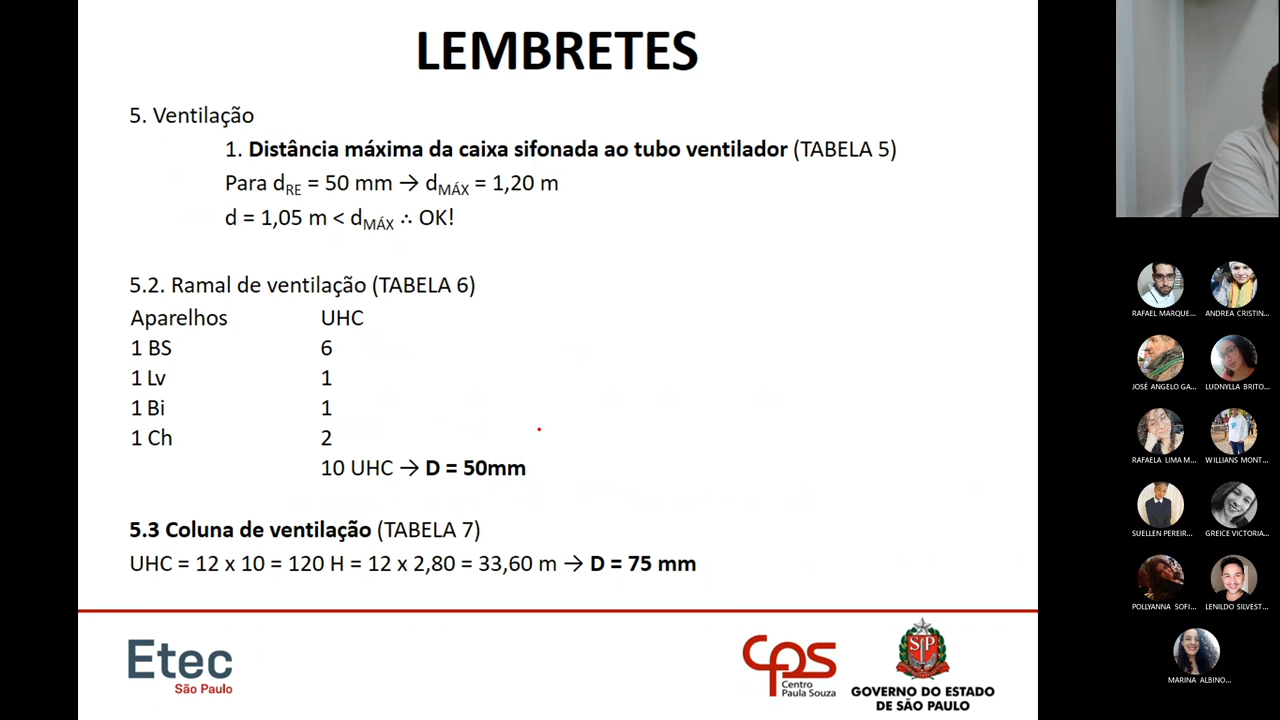 LEMBRETES
5. Ventilação
1. Distância máxima da caixa sifonada ao tubo ventilador (TABELA 5)
Para dRE = 50 mm → dMÁX = 1,20 m
d = 1,05 m < dMÁX ∴ OK!
5.2. Ramal de ventilação (TABELA 6)
Aparelhos UHC
1 BS 6
1 Lv 1
1 Bi 1
1 Ch 2
10 UHC → D = 50mm
5.3 Coluna de ventilação (TABELA 7)
UHC = 12 x 10 = 120 H = 12 x 2,80 = 33,60 m → D = 75 mm
Etec
São Paulo
CPS
Centro
Paula Souza
SP
GOVERNO DO ESTADO
DE SÃO PAULO
RAFAEL MARQUE... ANDREA CRISTIN...
JOSÉ ANGELO GA... LUDNYLLA BRITO...
RAFAELA LIMA M... WILLIANS MONT...
SUELLEN PEREIR... GREICE VICTORIA...
POLLYANNA SOFI... LENILDO SILVEST...
MARINA ALBINO...